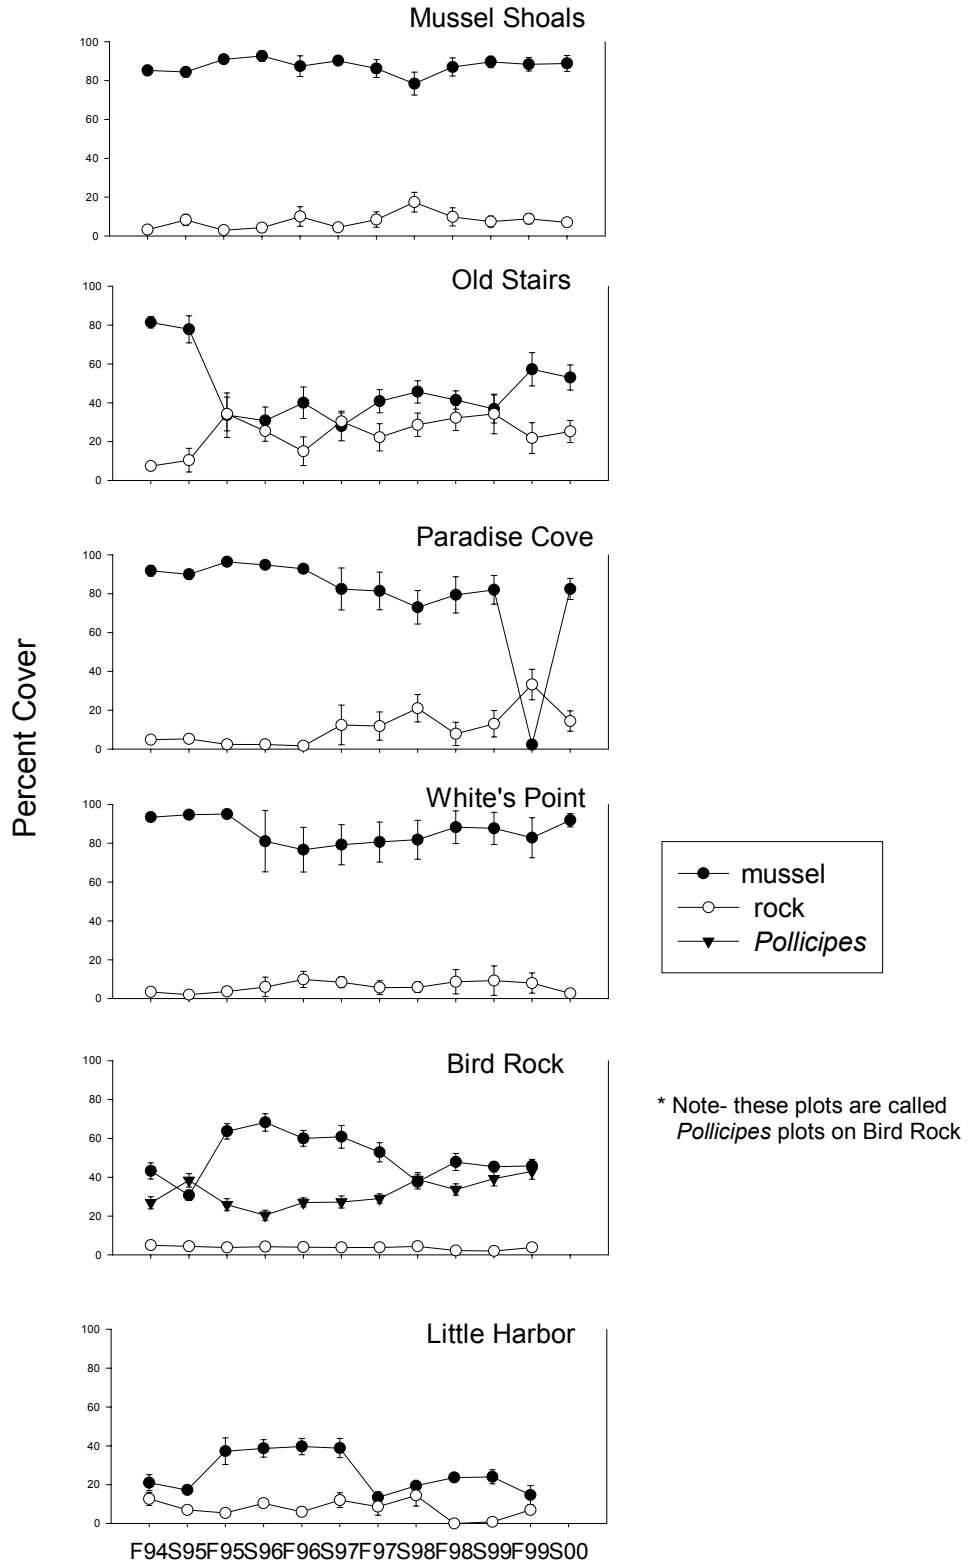 Mussel Shoals
100
80
60
40
20
0
Old Stairs
100
80
60
40
20
0
Paradise Cove
100
80
60
40
20
0
Percent Cover
White's Point
100
80
60
40
20
0
mussel
rock
Pollicipes
Bird Rock
100
80
60
40
20
0
* Note- these plots are called
Pollicipes plots on Bird Rock
Little Harbor
100
80
60
40
20
0
F94S95F95S96F96S97F97S98F98S99F99S00